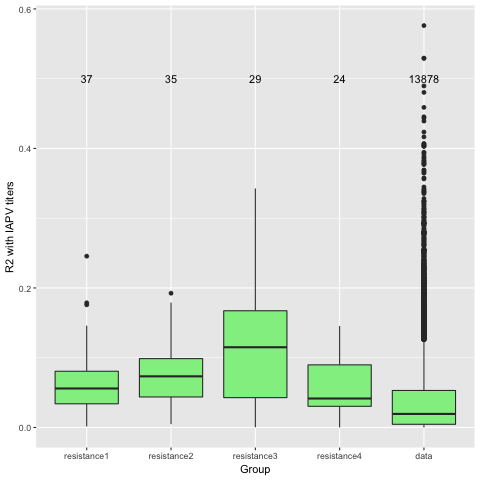 0.6
37 35 29 24 13878
0.4
0.2
0.0
R2 with IAPV titers
resistance1 resistance2 resistance3 resistance4 data
Group